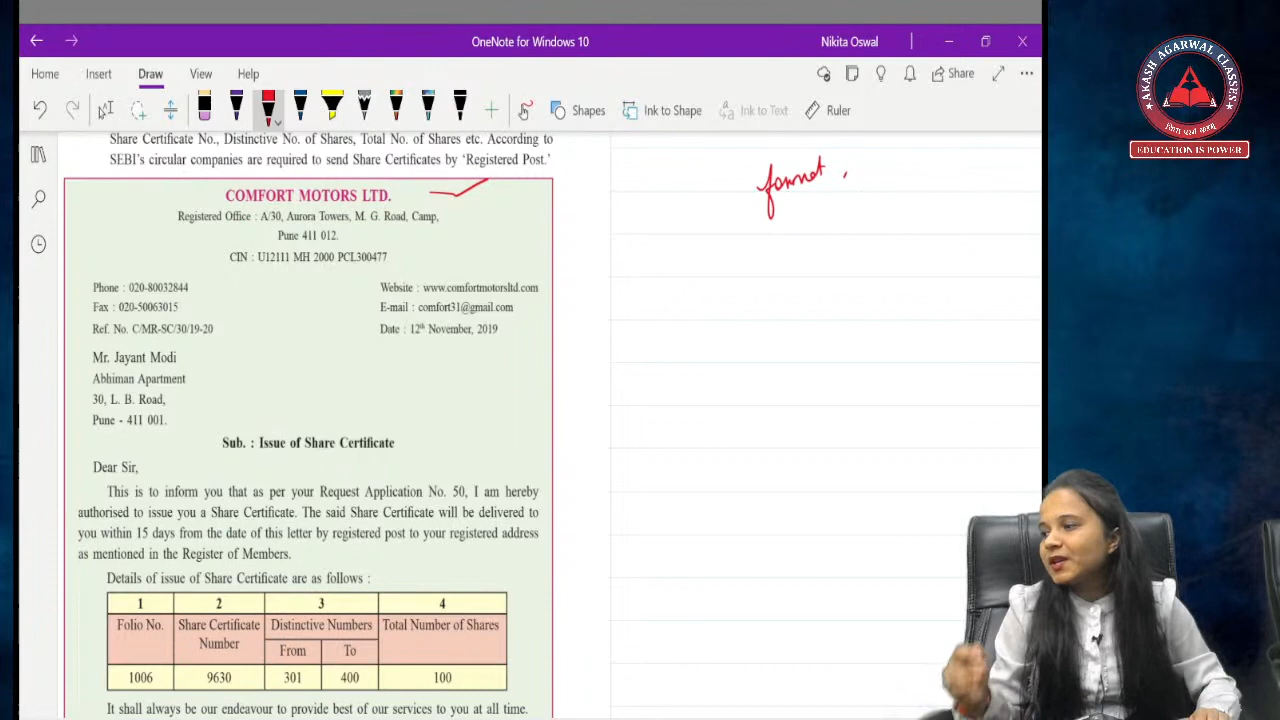 OneNote for Windows 10
Nikita Oswal
Home Insert Draw View Help
Share
Shapes Ink to Shape Ink to Text Ruler
Share Certificate No., Distinctive No. of Shares, Total No. of Shares etc. According to
SEBI's circular companies are required to send Share Certificates by 'Registered Post.'
COMFORT MOTORS LTD.
Registered Office : A/30, Aurora Towers, M. G. Road, Camp,
Pune 411 012.
CIN : U12111 MH 2000 PCL300477
Phone : 020-80032844 Website : www.comfortmotorsltd.com
Fax : 020-50063015 E-mail : comfort31@gmail.com
Ref. No. C/MR-SC/30/19-20 Date : 12th November, 2019
Mr. Jayant Modi
Abhiman Apartment
30, L. B. Road,
Pune - 411 001.
Sub. : Issue of Share Certificate
Dear Sir,
This is to inform you that as per your Request Application No. 50, I am hereby
authorised to issue you a Share Certificate. The said Share Certificate will be delivered to
you within 15 days from the date of this letter by registered post to your registered address
as mentioned in the Register of Members.
Details of issue of Share Certificate are as follows :
1 2 3 4
Folio No. Share Certificate Number Distinctive Numbers Total Number of Shares
From To
1006 9630 301 400 100
It shall always be our endeavour to provide best of our services to you at all time.
AKASH AGARWAL CLASSES
EDUCATION IS POWER